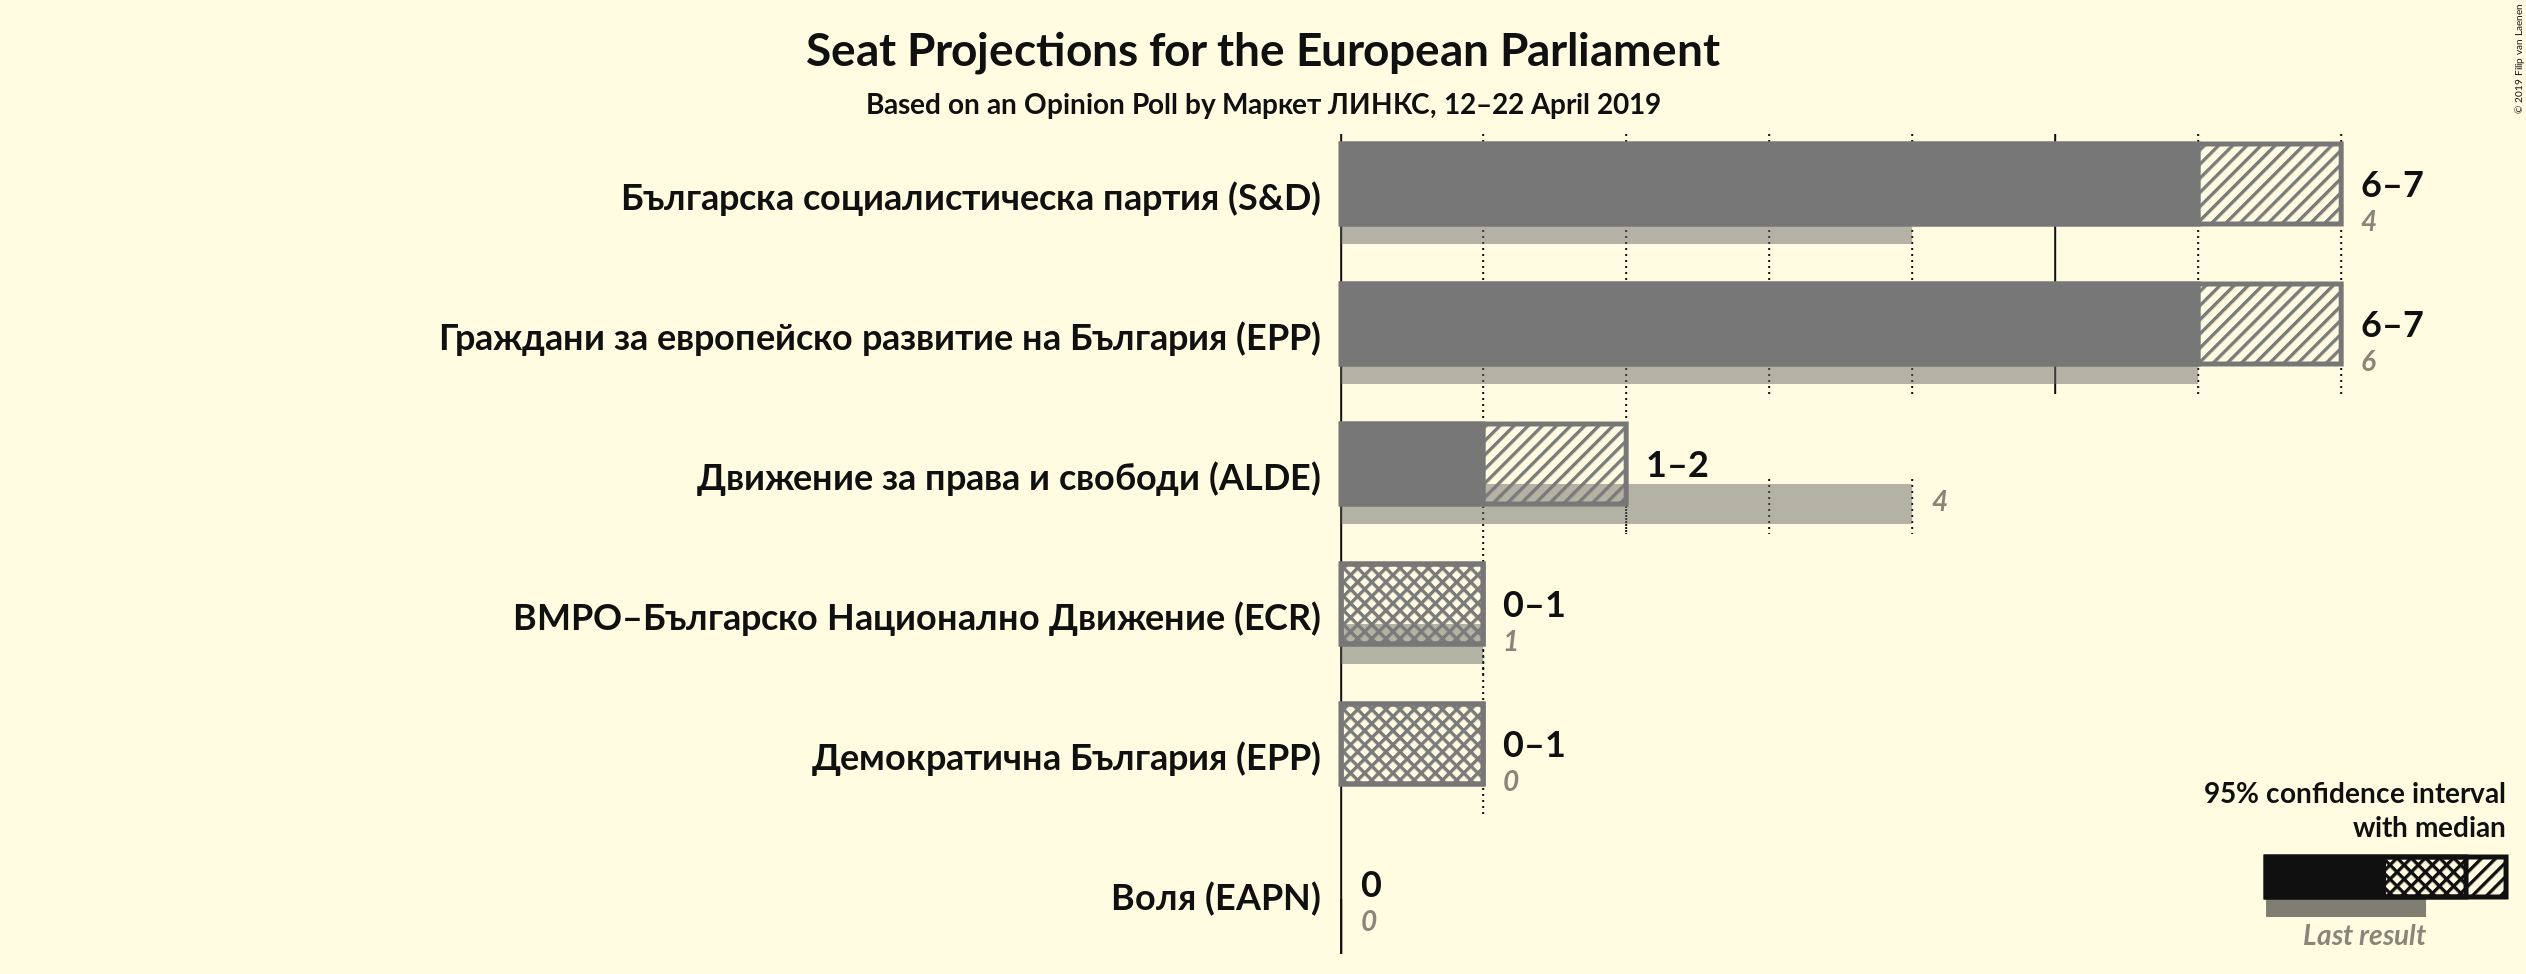 Seat Projections for the European Parliament
Based on an Opinion Poll by Маркет ЛИНКС, 12–22 April 2019
© 2019 Filip van Laenen
Българска социалистическа партия (S&D)
6–7
4
Граждани за европейско развитие на България (EPP)
6–7
6
Движение за права и свободи (ALDE)
1–2
4
ВМРО–Българско Национално Движение (ECR)
0–1
1
Демократична България (EPP)
0–1
0
Воля (EAPN)
0
0
95% confidence interval
with median
Last result